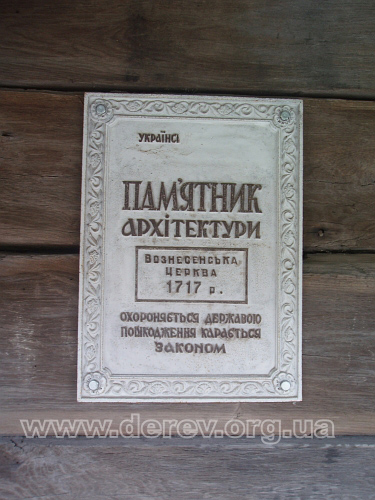 УКРАЇНСІ
ПАМ'ЯТНИК
АРХІТЕКТУРИ
ВОЗНЕСЕНСЬКА
ЦЕРКВА
1717 р.
ОХОРОНЯЄТЬСЯ ДЕРЖАВОЮ
ПОШКОДЖЕННЯ КАРАЄТЬСЯ
ЗАКОНОМ
www.derev.org.ua